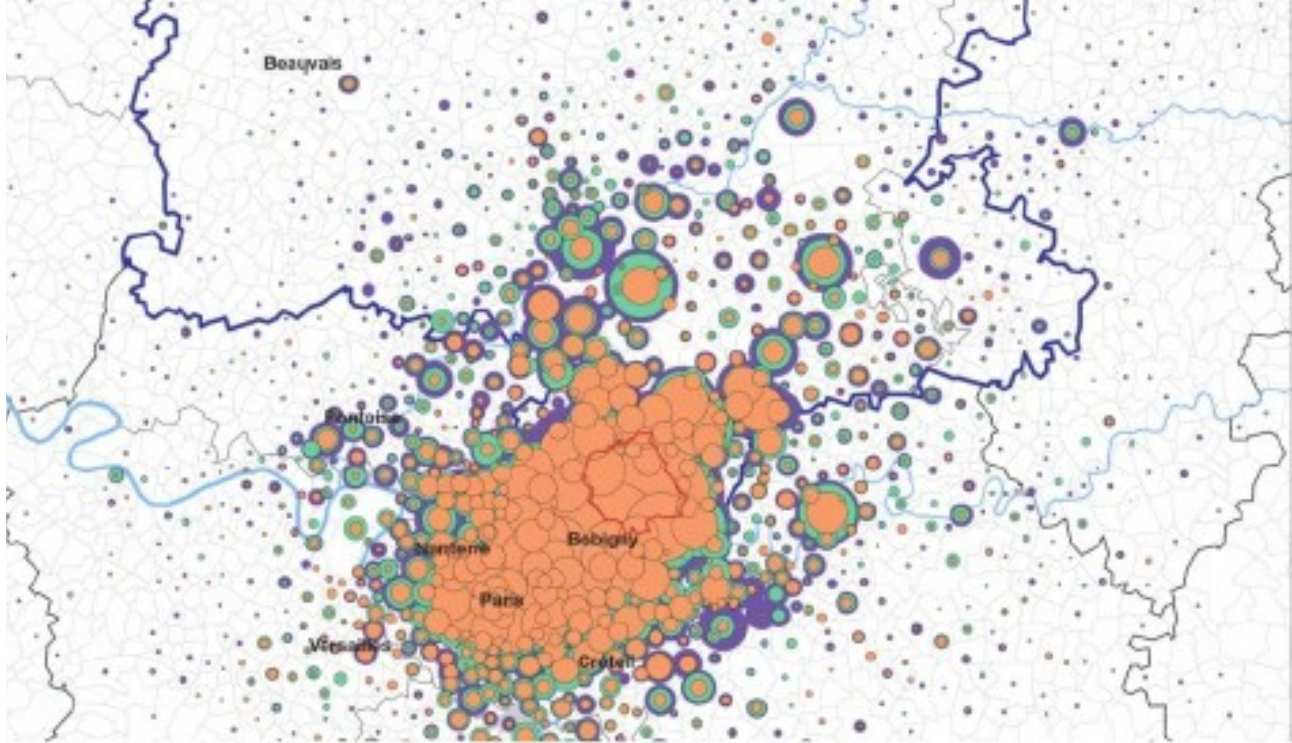 Beauvais
Pontoise
Nanterre
Bobigny
Paris
Versailles
Créteil